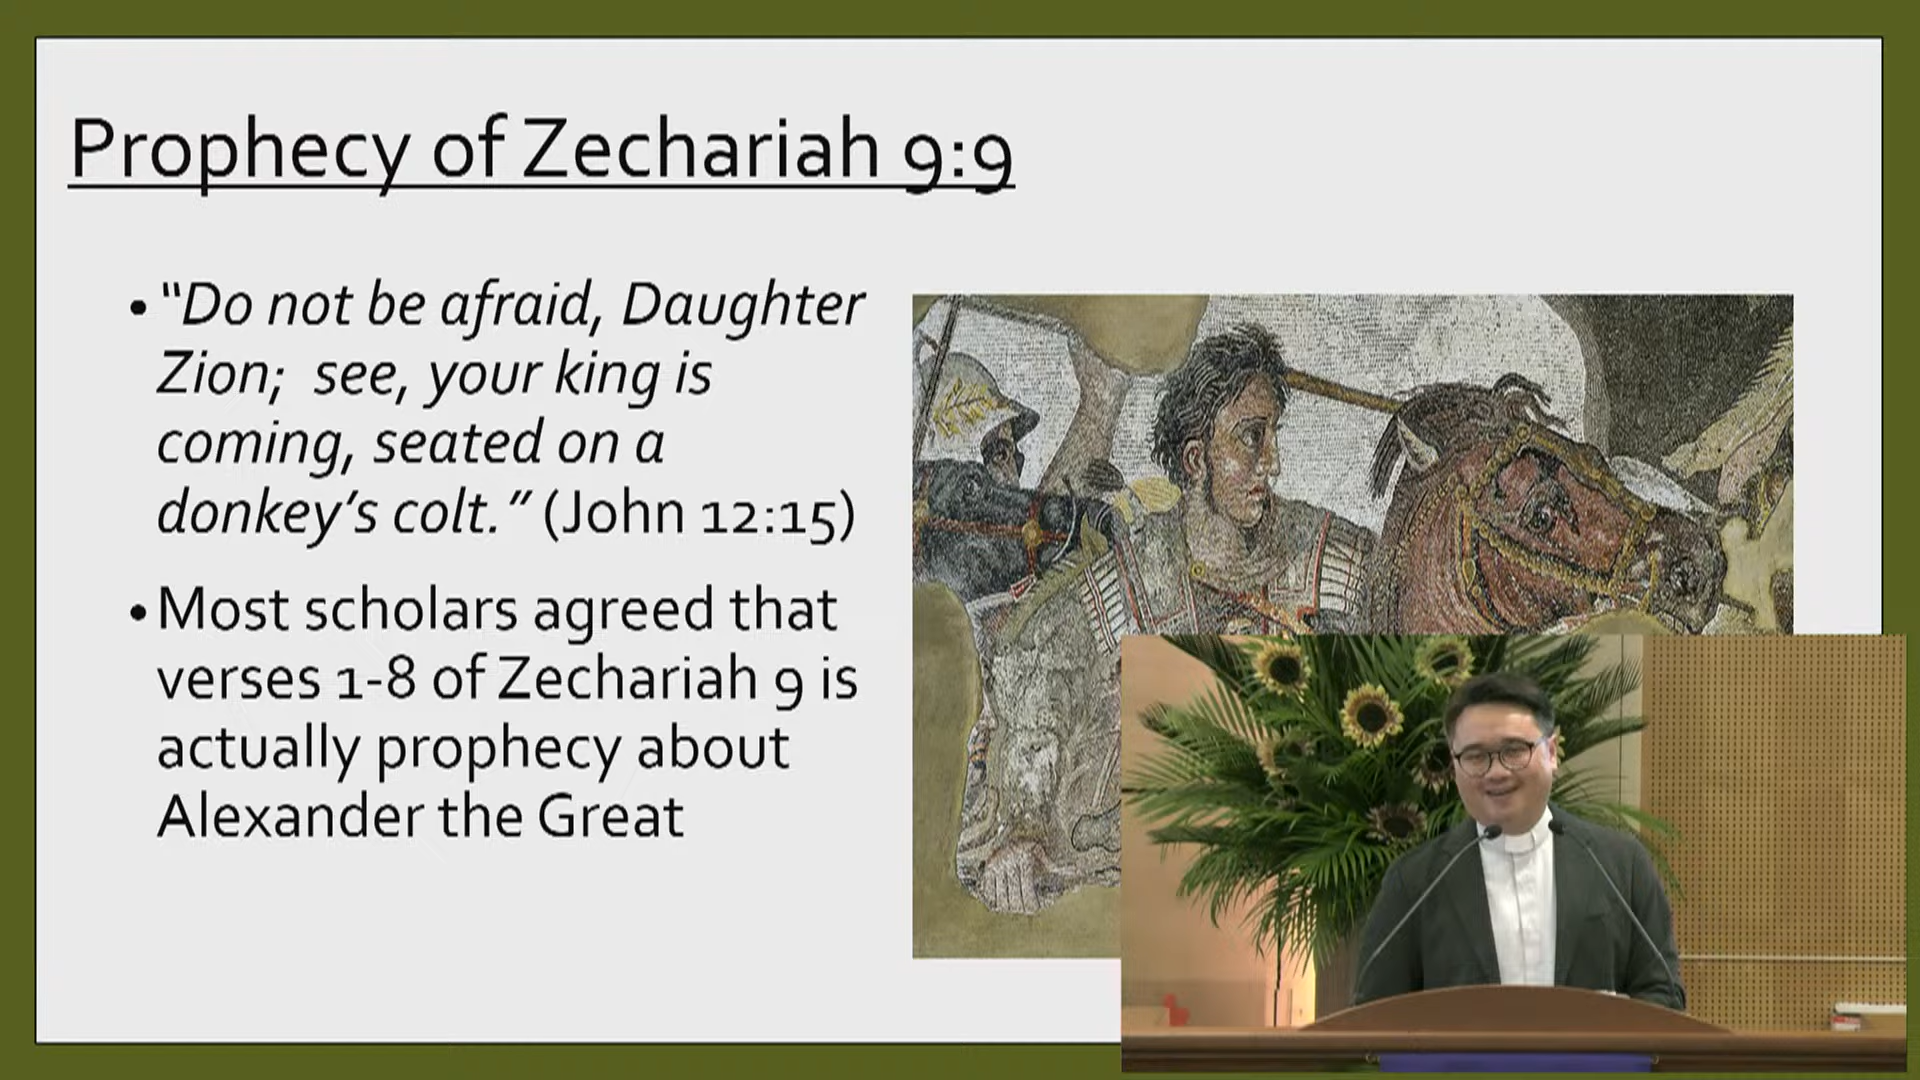 Prophecy of Zechariah 9:9
• “Do not be afraid, Daughter
Zion;  see, your king is
coming, seated on a
donkey’s colt.” (John 12:15)
• Most scholars agreed that
verses 1-8 of Zechariah 9 is
actually prophecy about
Alexander the Great